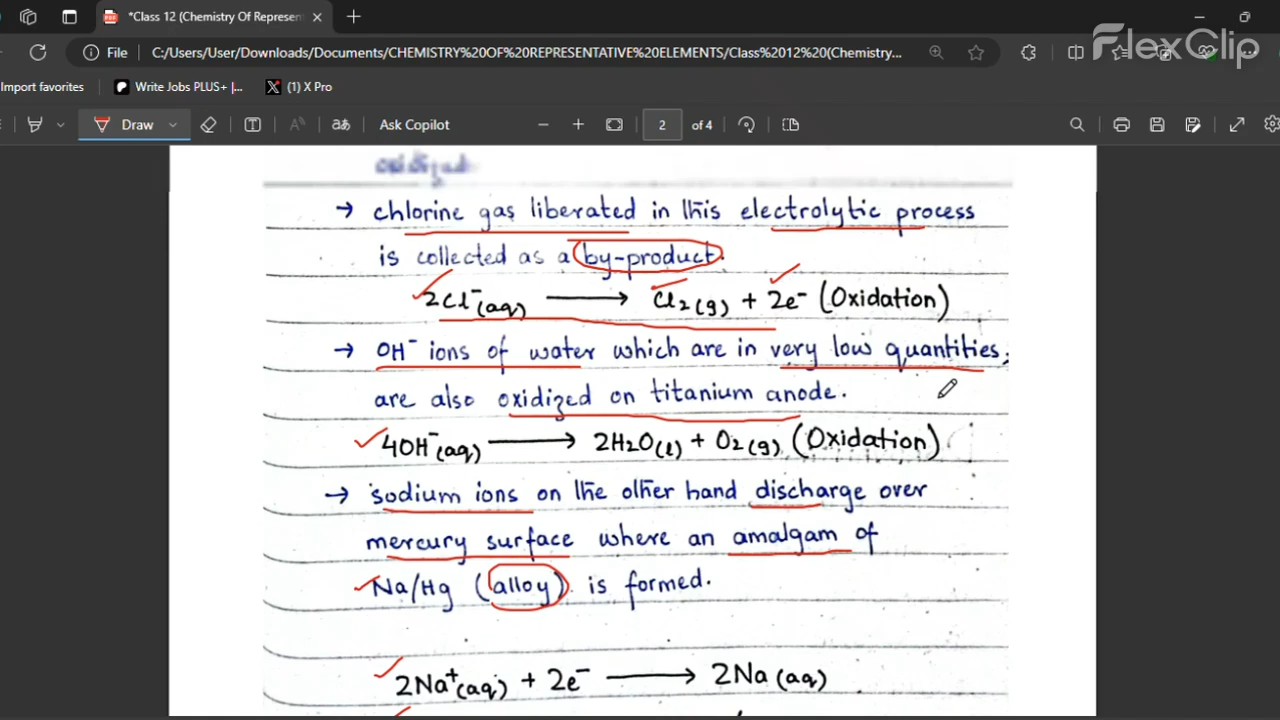 *Class 12 (Chemistry Of Represen
FlexClip
File
C:/Users/User/Downloads/Documents/CHEMISTRY%20OF%20REPRESENTATIVE%20ELEMENTS/Class%2012%20(Chemistry...
Import favorites
Write Jobs PLUS+ |...
X (1) X Pro
Draw
aあ
Ask Copilot
2 of 4
oxidized.
→ chlorine gas liberated in this electrolytic process
is collected as a by-product.
2Cl⁻(aq) ⟶ Cl2(g) + 2e⁻ (Oxidation)
→ OH⁻ ions of water which are in very low quantities,
are also oxidized on titanium anode.
4OH⁻(aq) ⟶ 2H2O(l) + O2(g) (Oxidation)
→ sodium ions on the other hand discharge over
mercury surface where an amalgam of
Na/Hg (alloy) is formed.
2Na⁺(aq) + 2e⁻ ⟶ 2Na(aq)